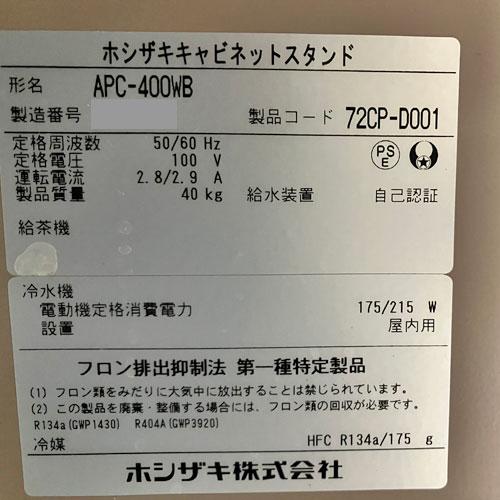 ホシザキキャビネットスタンド
形名 APC-400WB
製造番号 製品コード 72CP-D001
定格周波数 50/60 Hz
定格電圧 100 V
運転電流 2.8/2.9 A
製品質量 40 kg 給水装置 自己認証
PS
E
給茶機
冷水機
電動機定格消費電力 175/215 W
設置 屋内用
フロン排出抑制法 第一種特定製品
(1) フロン類をみだりに大気中に放出することは禁じられています。
(2) この製品を廃棄・整備する場合には、フロン類の回収が必要です。
R134a(GWP1430) R404A(GWP3920)
冷媒 HFC R134a/175 g
ホシザキ株式会社